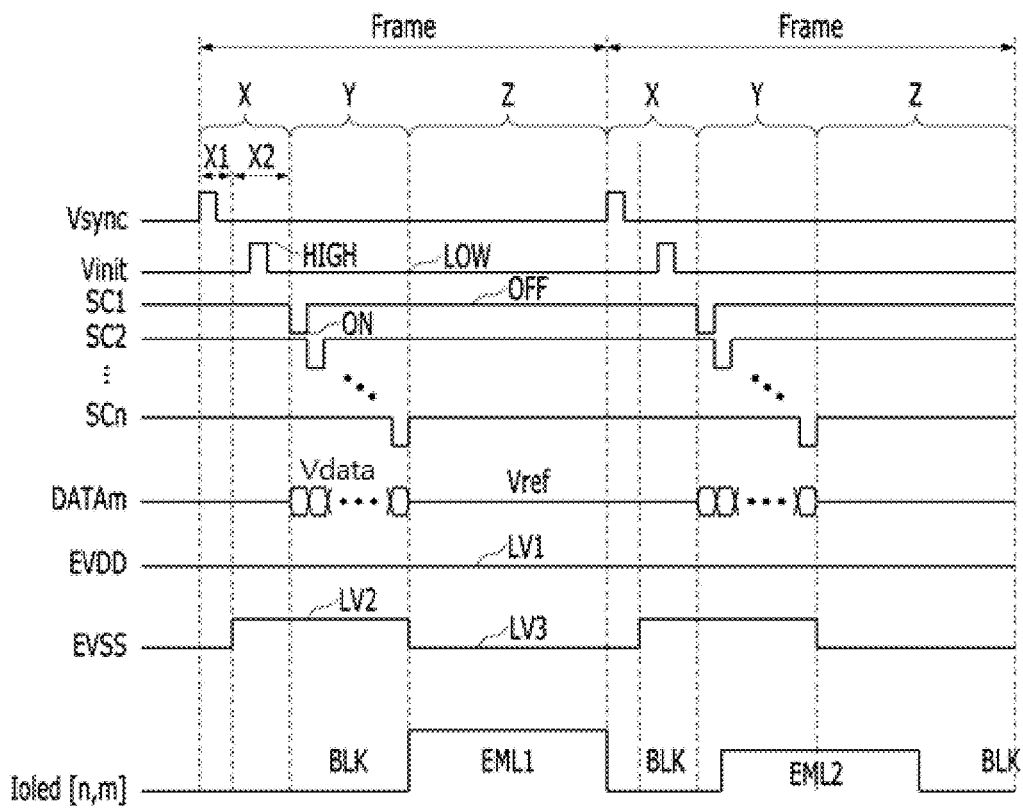 Frame Frame
X Y Z X Y Z
X1 X2
Vsync
HIGH LOW
Vinit
SC1 OFF
ON
SC2
⋮
SCn
Vdata
DATAm Vref
EVDD LV1
LV2
EVSS LV3
BLK EML1 BLK EML2 BLK
Ioled [n,m]